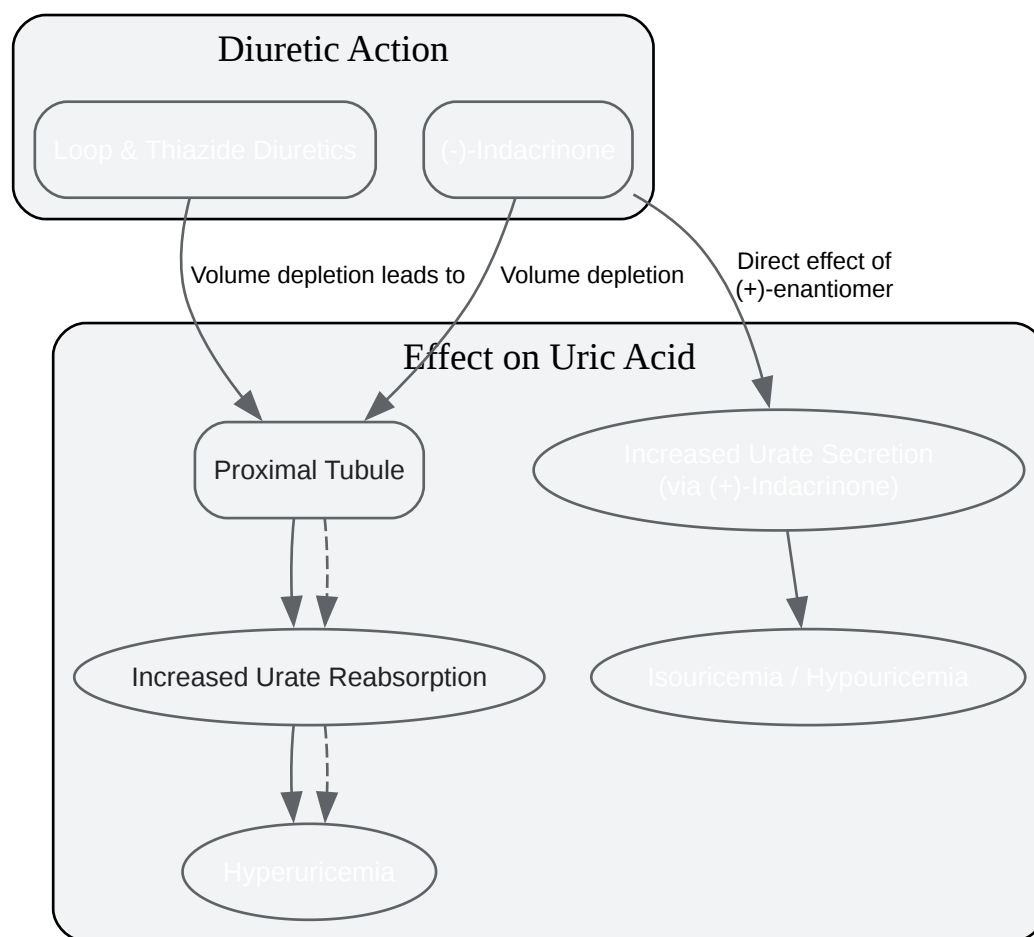 Diuretic Action
Loop & Thiazide Diuretics
(-)-Indacrinone
Volume depletion leads to
Volume depletion
Direct effect of
(+)-enantiomer
Effect on Uric Acid
Proximal Tubule
Increased Urate Secretion
(via (+)-Indacrinone)
Increased Urate Reabsorption
Isouricemia / Hypouricemia
Hyperuricemia